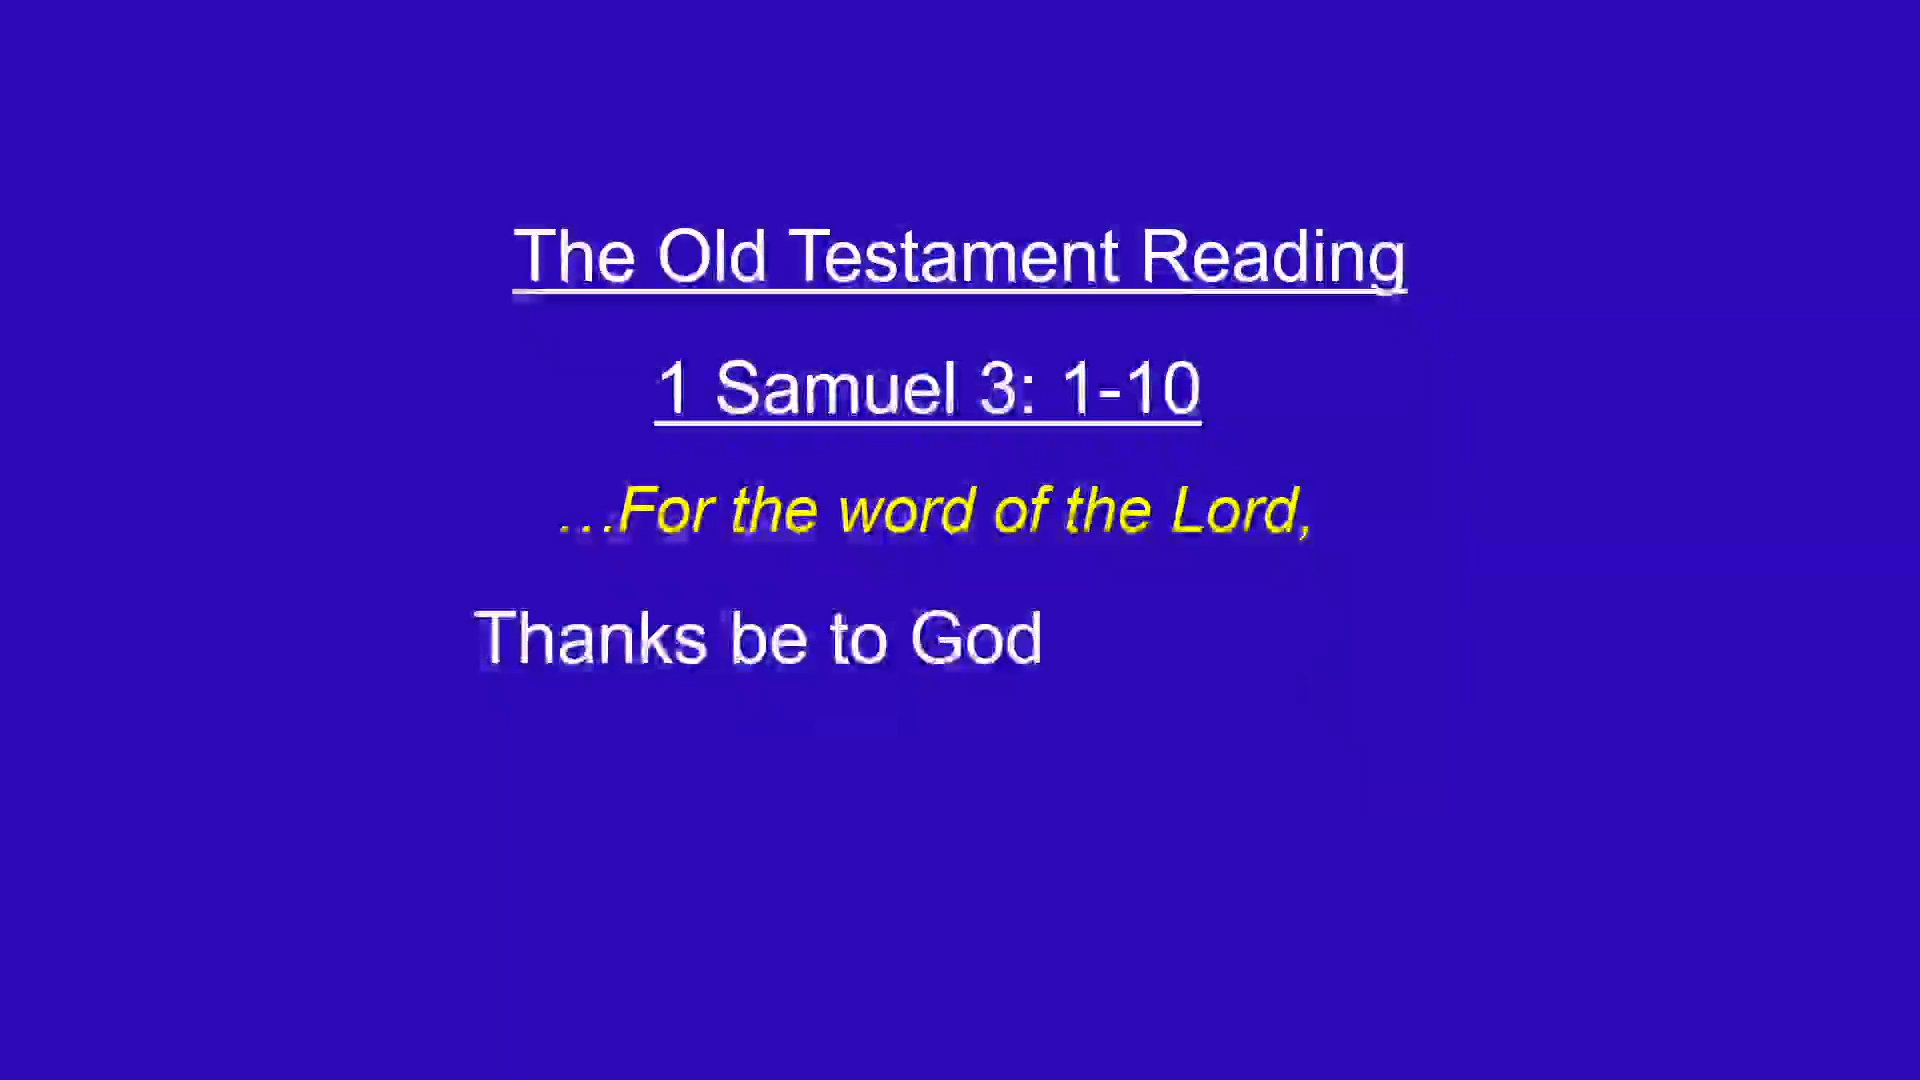 The Old Testament Reading
1 Samuel 3: 1-10
…For the word of the Lord,
Thanks be to God